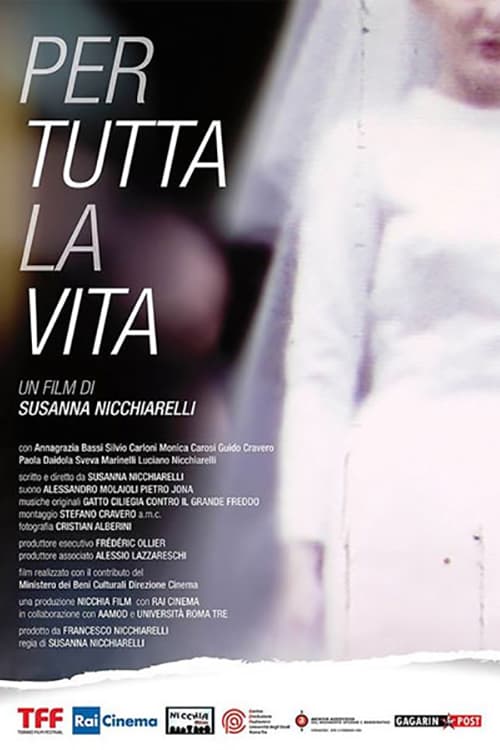 PER
TUTTA
LA
VITA
UN FILM DI
SUSANNA NICCHIARELLI
con Annagrazia Bassi Silvio Carloni Monica Carosi Guido Cravero
Paola Daidola Sveva Marinelli Luciano Nicchiarelli
scritto e diretto da SUSANNA NICCHIARELLI
suono ALESSANDRO MOLAIOLI PIETRO JONA
musiche originali GATTO CILIEGIA CONTRO IL GRANDE FREDDO
montaggio STEFANO CRAVERO a.m.c.
fotografia CRISTIAN ALBERINI
produttore esecutivo FRÉDÉRIC OLLIER
produttore associato ALESSIO LAZZARESCHI
film realizzato con il contributo del
Ministero dei Beni Culturali Direzione Cinema
una produzione NICCHIA FILM con RAI CINEMA
in collaborazione con AAMOD e UNIVERSITÀ ROMA TRE
prodotto da FRANCESCO NICCHIARELLI
regia di SUSANNA NICCHIARELLI
TFF
TORINO FILM FESTIVAL
Rai Cinema
NICCHIA
GAGARIN POST